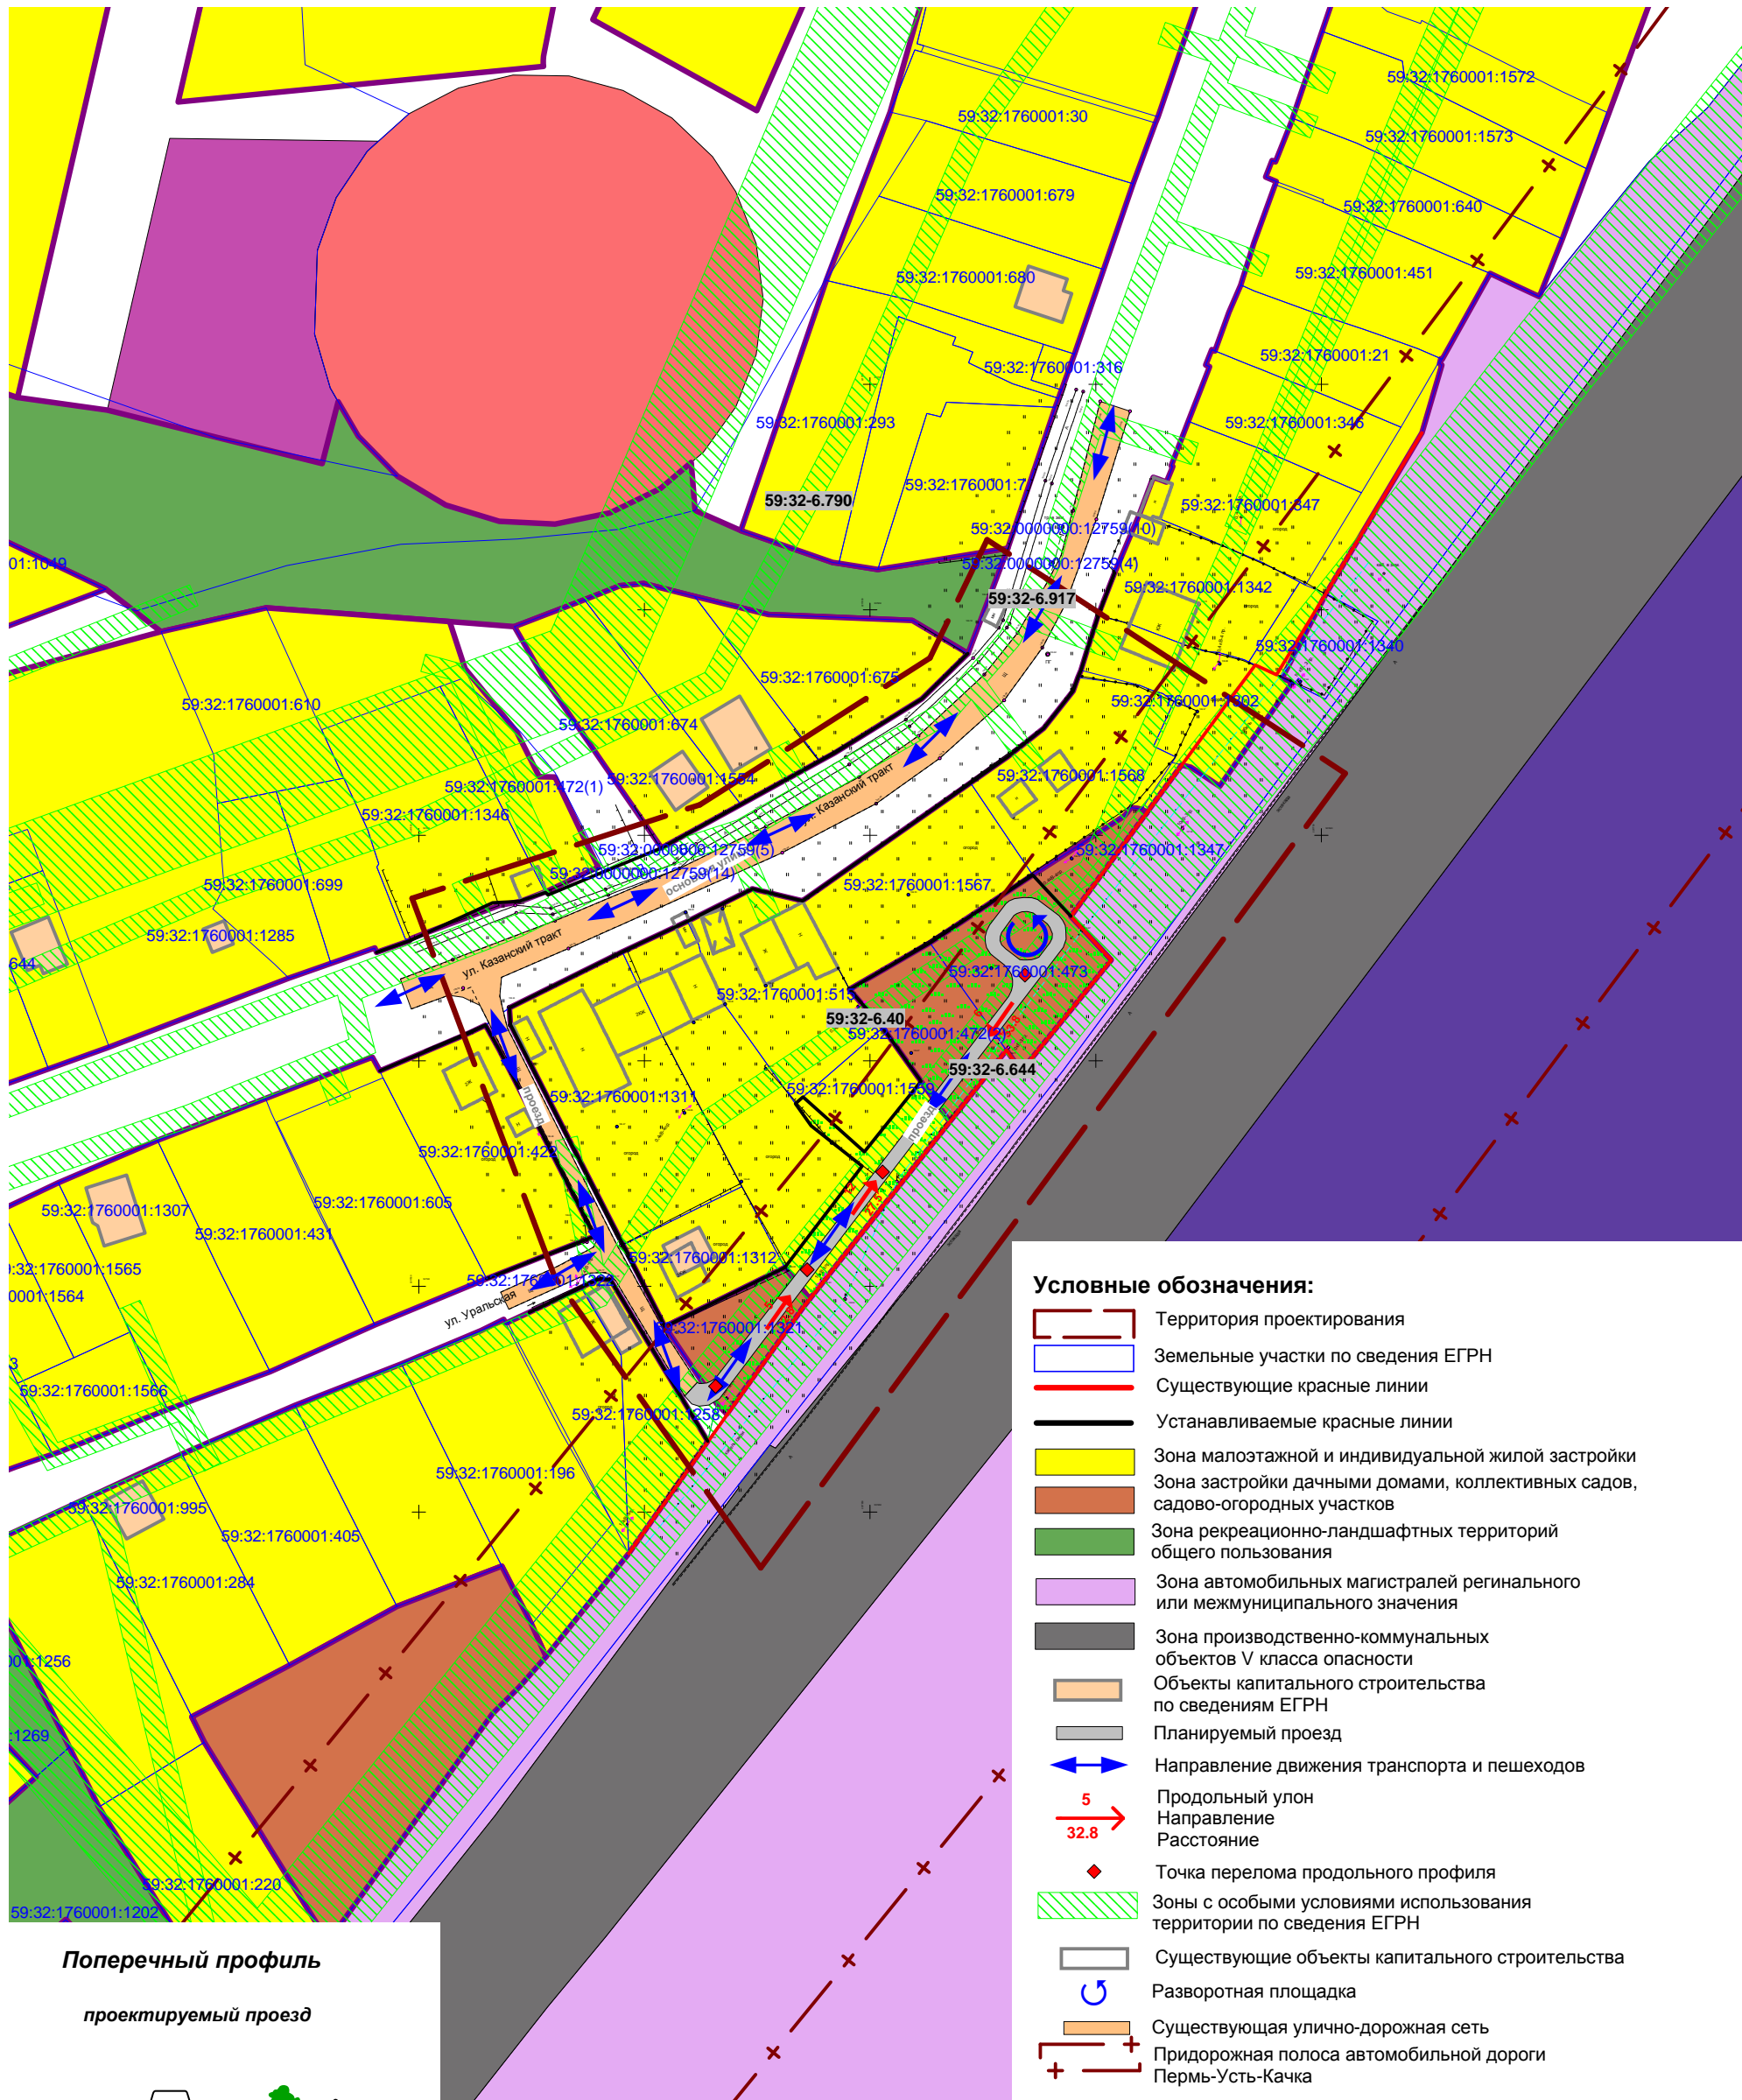 59:32:1760001:1572
59:32:1760001:30
59:32:1760001:1573
59:32:1760001:679
59:32:1760001:640
59:32:1760001:680
59:32:1760001:451
59:32:1760001:21
59:32:1760001:316
59:32:1760001:293
59:32:1760001:346
59:32:1760001:7
59:32-6.790
59:32:1760001:347
59:32:0000000:12759(10)
01:1049
59:32:0000000:12759(4)
59:32:1760001:1342
59:32-6.917
59:32:1760001:1340
59:32:1760001:675
59:32:1760001:610
59:32:1760001:1302
59:32:1760001:674
59:32:1760001:1568
59:32:1760001:1554
59:32:1760001:472(1)
ул. Казанский тракт
59:32:1760001:1346
59:32:0000000:12759(5)
59:32:1760001:1347
основная улица
59:32:0000000:12759(14)
59:32:1760001:699
59:32:1760001:1567
59:32:1760001:1285
ул. Казанский тракт
644
59:32:1760001:473
59:32:1760001:515
59:32-6.40
59:32:1760001:472(2)
6
33.8
59:32-6.644
59:32:1760001:1559
59:32:1760001:1311
проезд
проезд
59:32:1760001:422
59:32:1760001:605
59:32:1760001:1307
27.5
59:32:1760001:431
59:32:1760001:1312
:32:1760001:1565
59:32:1760001:1322
0001:1564
ул. Уральская
5
59:32:1760001:1321
3
59:32:1760001:1566
59:32:1760001:1258
59:32:1760001:196
59:32:1760001:995
59:32:1760001:405
59:32:1760001:284
001:1256
:1269
59:32:1760001:220
59:32:1760001:1202
Условные обозначения:
Территория проектирования
Земельные участки по сведения ЕГРН
Существующие красные линии
Устанавливаемые красные линии
Зона малоэтажной и индивидуальной жилой застройки
Зона застройки дачными домами, коллективных садов,
садово-огородных участков
Зона рекреационно-ландшафтных территорий
общего пользования
Зона автомобильных магистралей регинального
или межмуниципального значения
Зона производственно-коммунальных
объектов V класса опасности
Объекты капитального строительства
по сведениям ЕГРН
Планируемый проезд
Направление движения транспорта и пешеходов
5
32.8
Продольный улон
Направление
Расстояние
Точка перелома продольного профиля
Зоны с особыми условиями использования
территории по сведения ЕГРН
Существующие объекты капитального строительства
Разворотная площадка
Существующая улично-дорожная сеть
Придорожная полоса автомобильной дороги
Пермь-Усть-Качка
Поперечный профиль
проектируемый проезд